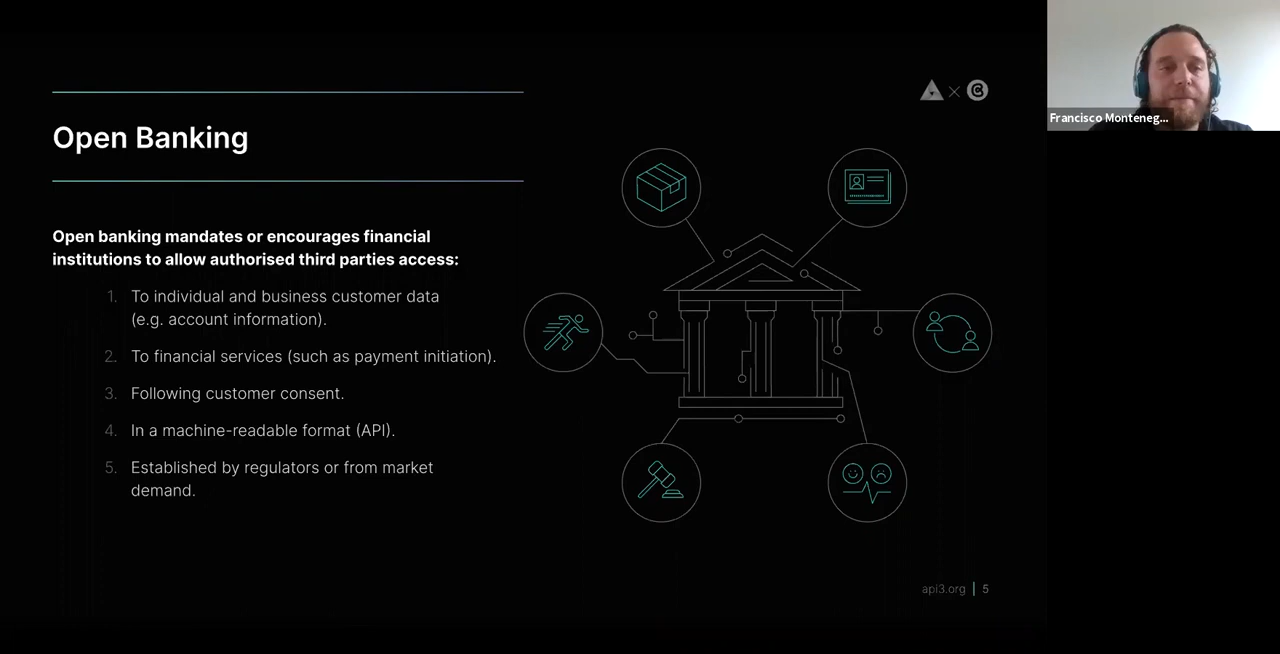 Open Banking
Francisco Monteneg...
Open banking mandates or encourages financial
institutions to allow authorised third parties access:
1. To individual and business customer data
(e.g. account information).
2. To financial services (such as payment initiation).
3. Following customer consent.
4. In a machine-readable format (API).
5. Established by regulators or from market
demand.
api3.org | 5